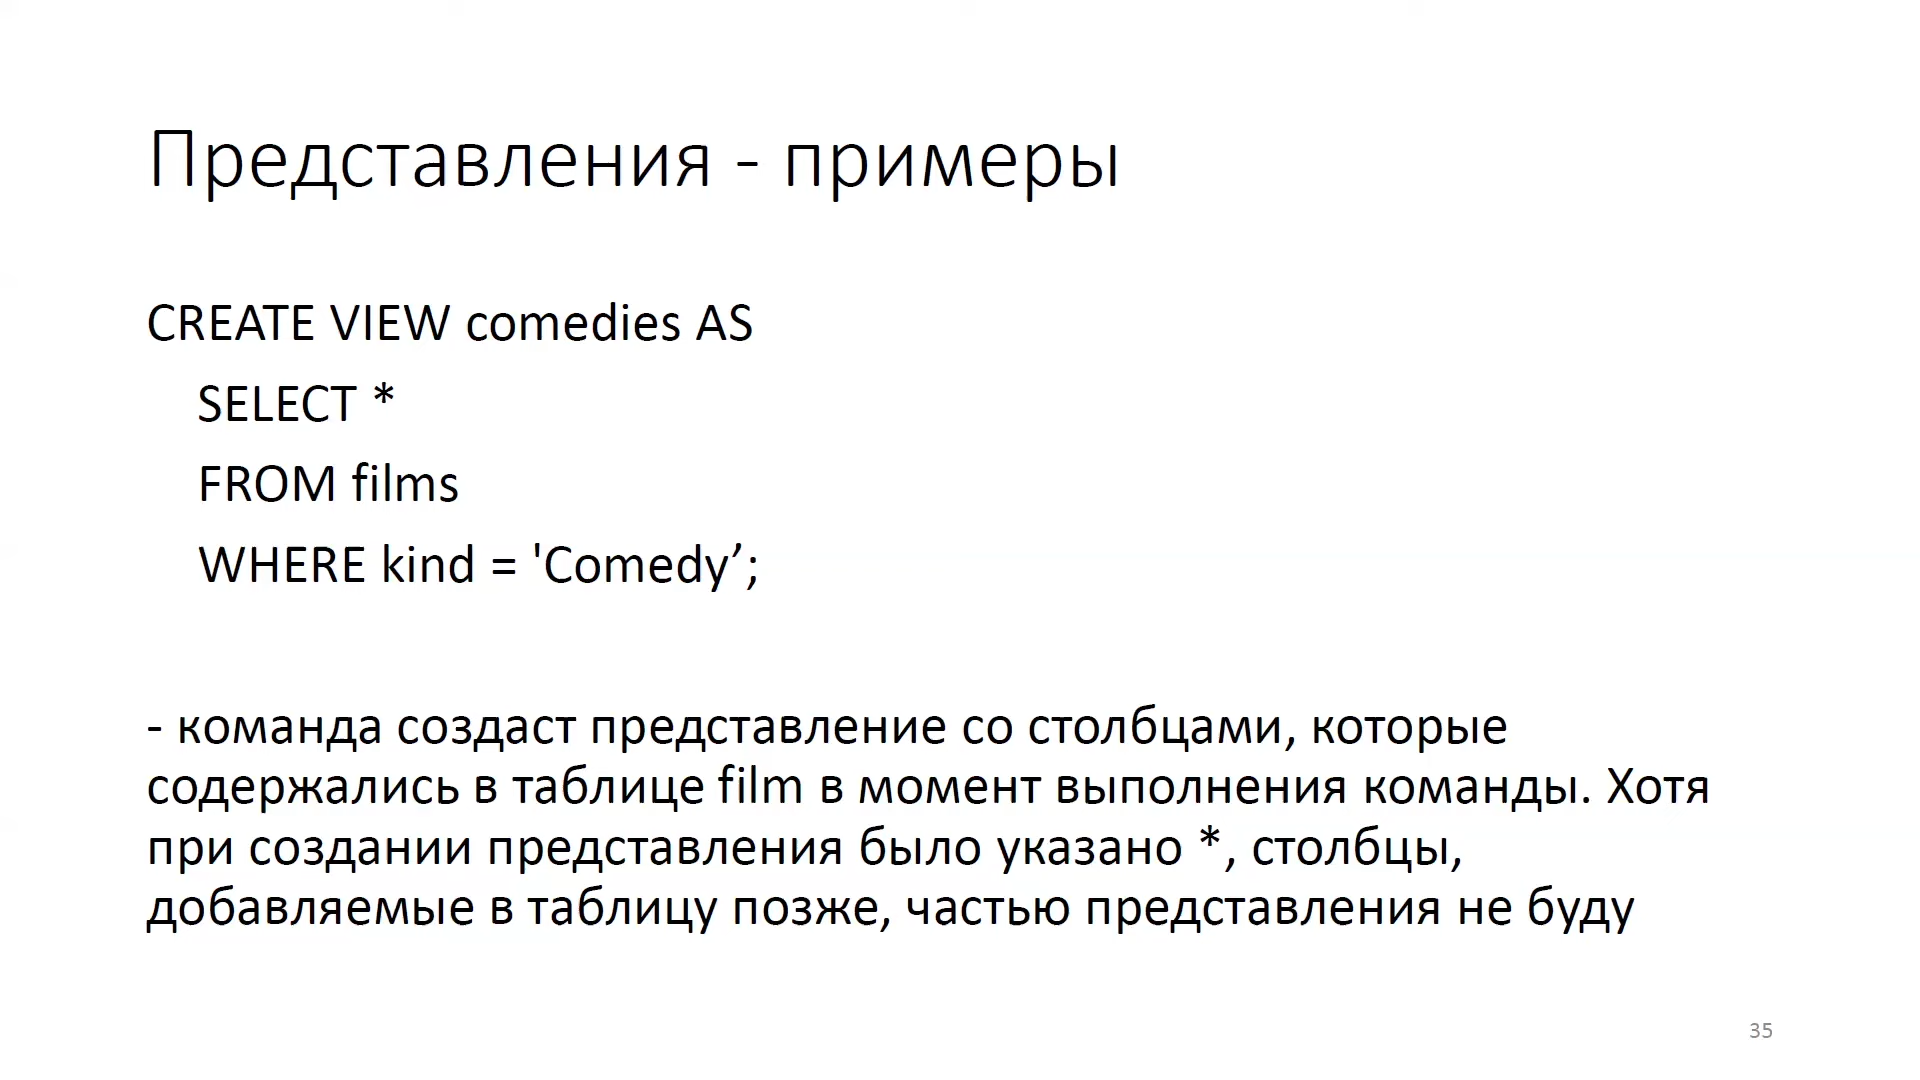 Представления - примеры
CREATE VIEW comedies AS
SELECT *
FROM films
WHERE kind = 'Comedy’;
- команда создаст представление со столбцами, которые
содержались в таблице film в момент выполнения команды. Хотя
при создании представления было указано *, столбцы,
добавляемые в таблицу позже, частью представления не буду
35